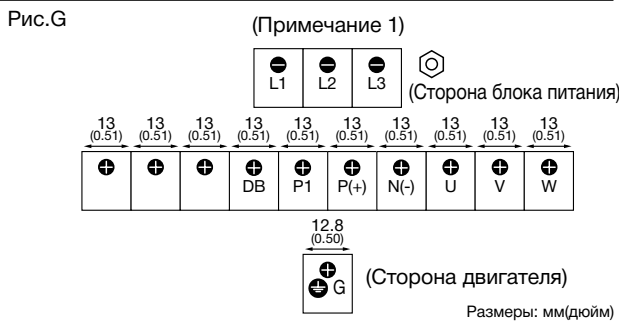 Рис.G
(Примечание 1)
L1 L2 L3
(Сторона блока питания)
13 13 13 13 13 13 13 13 13 13
(0.51) (0.51) (0.51) (0.51) (0.51) (0.51) (0.51) (0.51) (0.51) (0.51)
DB P1 P(+) N(-) U V W
12.8
(0.50)
G
(Сторона двигателя)
Размеры: мм(дюйм)